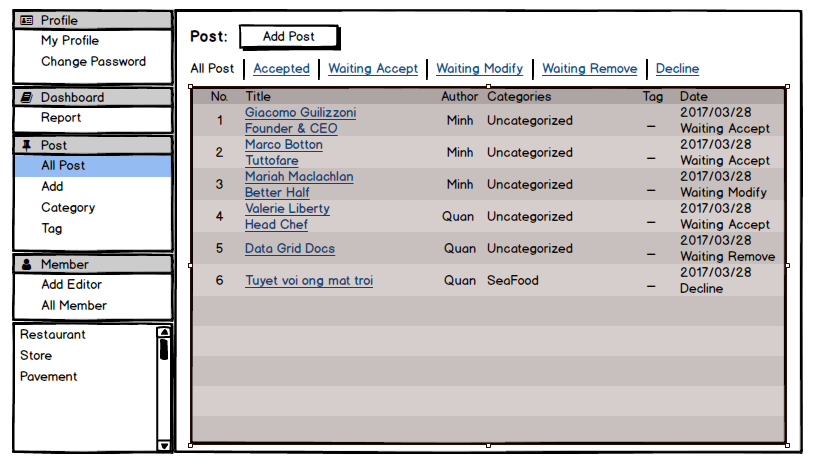 Profile
My Profile
Change Password
Dashboard
Report
Post
All Post
Add
Category
Tag
Member
Add Editor
All Member
Restaurant
Store
Pavement
Post: Add Post
All Post Accepted Waiting Accept Waiting Modify Waiting Remove Decline
No. Title Author Categories Tag Date
1 Giacomo Guilizzoni Founder & CEO Minh Uncategorized _ 2017/03/28 Waiting Accept
2 Marco Botton Tuttofare Minh Uncategorized _ 2017/03/28 Waiting Accept
3 Mariah Maclachlan Better Half Minh Uncategorized _ 2017/03/28 Waiting Modify
4 Valerie Liberty Head Chef Quan Uncategorized _ 2017/03/28 Waiting Accept
5 Data Grid Docs Quan Uncategorized _ 2017/03/28 Waiting Remove
6 Tuyet voi ong mat troi Quan SeaFood _ 2017/03/28 Decline